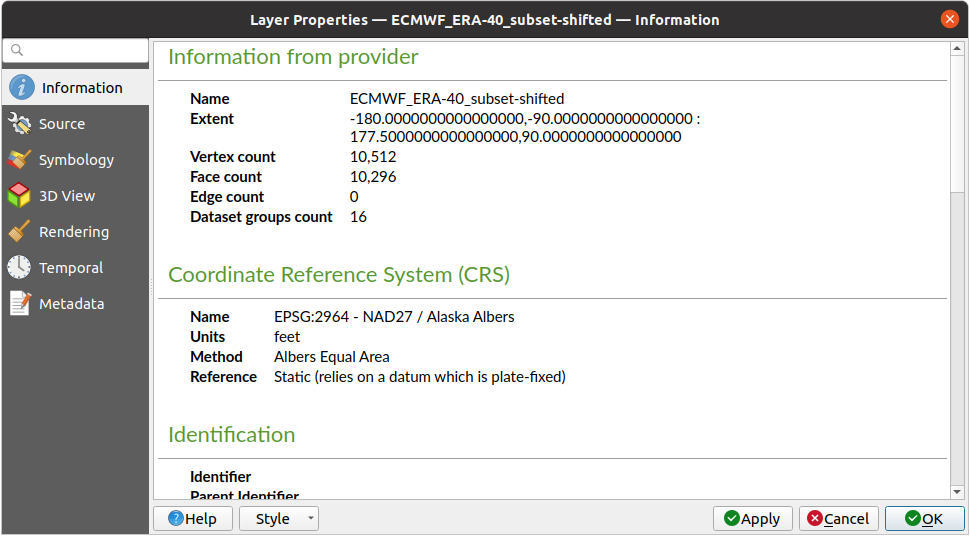 Layer Properties — ECMWF_ERA-40_subset-shifted — Information
Information
Source
Symbology
3D View
Rendering
Temporal
Metadata
Information from provider
Name ECMWF_ERA-40_subset-shifted
Extent -180.0000000000000000,-90.0000000000000000 :
177.5000000000000000,90.0000000000000000
Vertex count 10,512
Face count 10,296
Edge count 0
Dataset groups count 16
Coordinate Reference System (CRS)
Name EPSG:2964 - NAD27 / Alaska Albers
Units feet
Method Albers Equal Area
Reference Static (relies on a datum which is plate-fixed)
Identification
Identifier
Parent Identifier
Help Style Apply Cancel OK